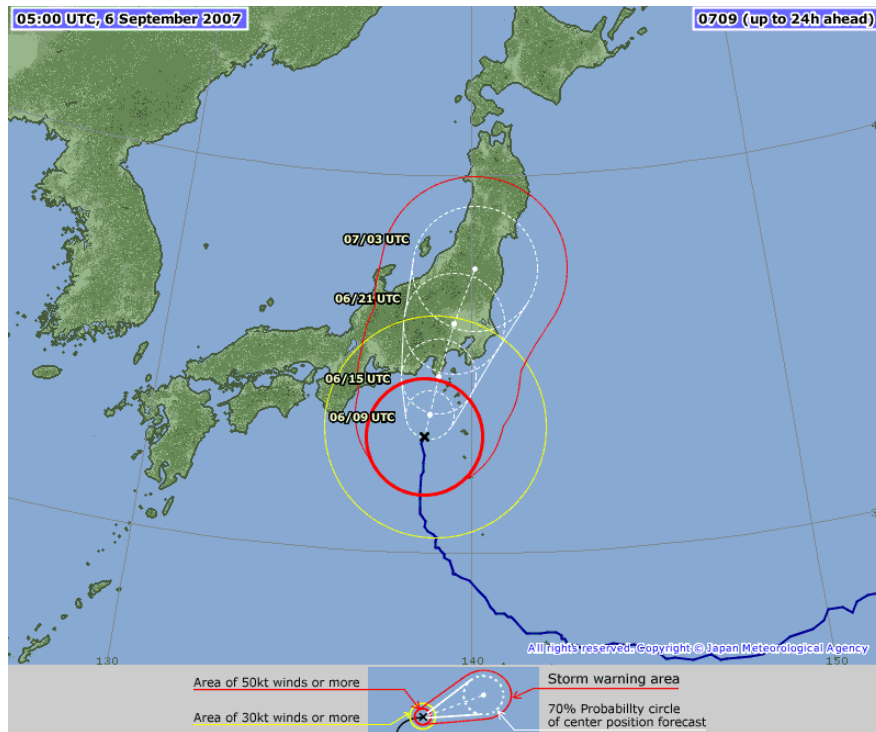 05:00 UTC, 6 September 2007
0709 (up to 24h ahead)
4
07/03 UTC
06/21 UTC
06/15 UTC
06/09 UTC
3
All rights reserved. Copyright © Japan Meteorological Agency
130
140
150
Area of 50kt winds or more
Storm warning area
Area of 30kt winds or more
70% Probability circle
of center position forecast